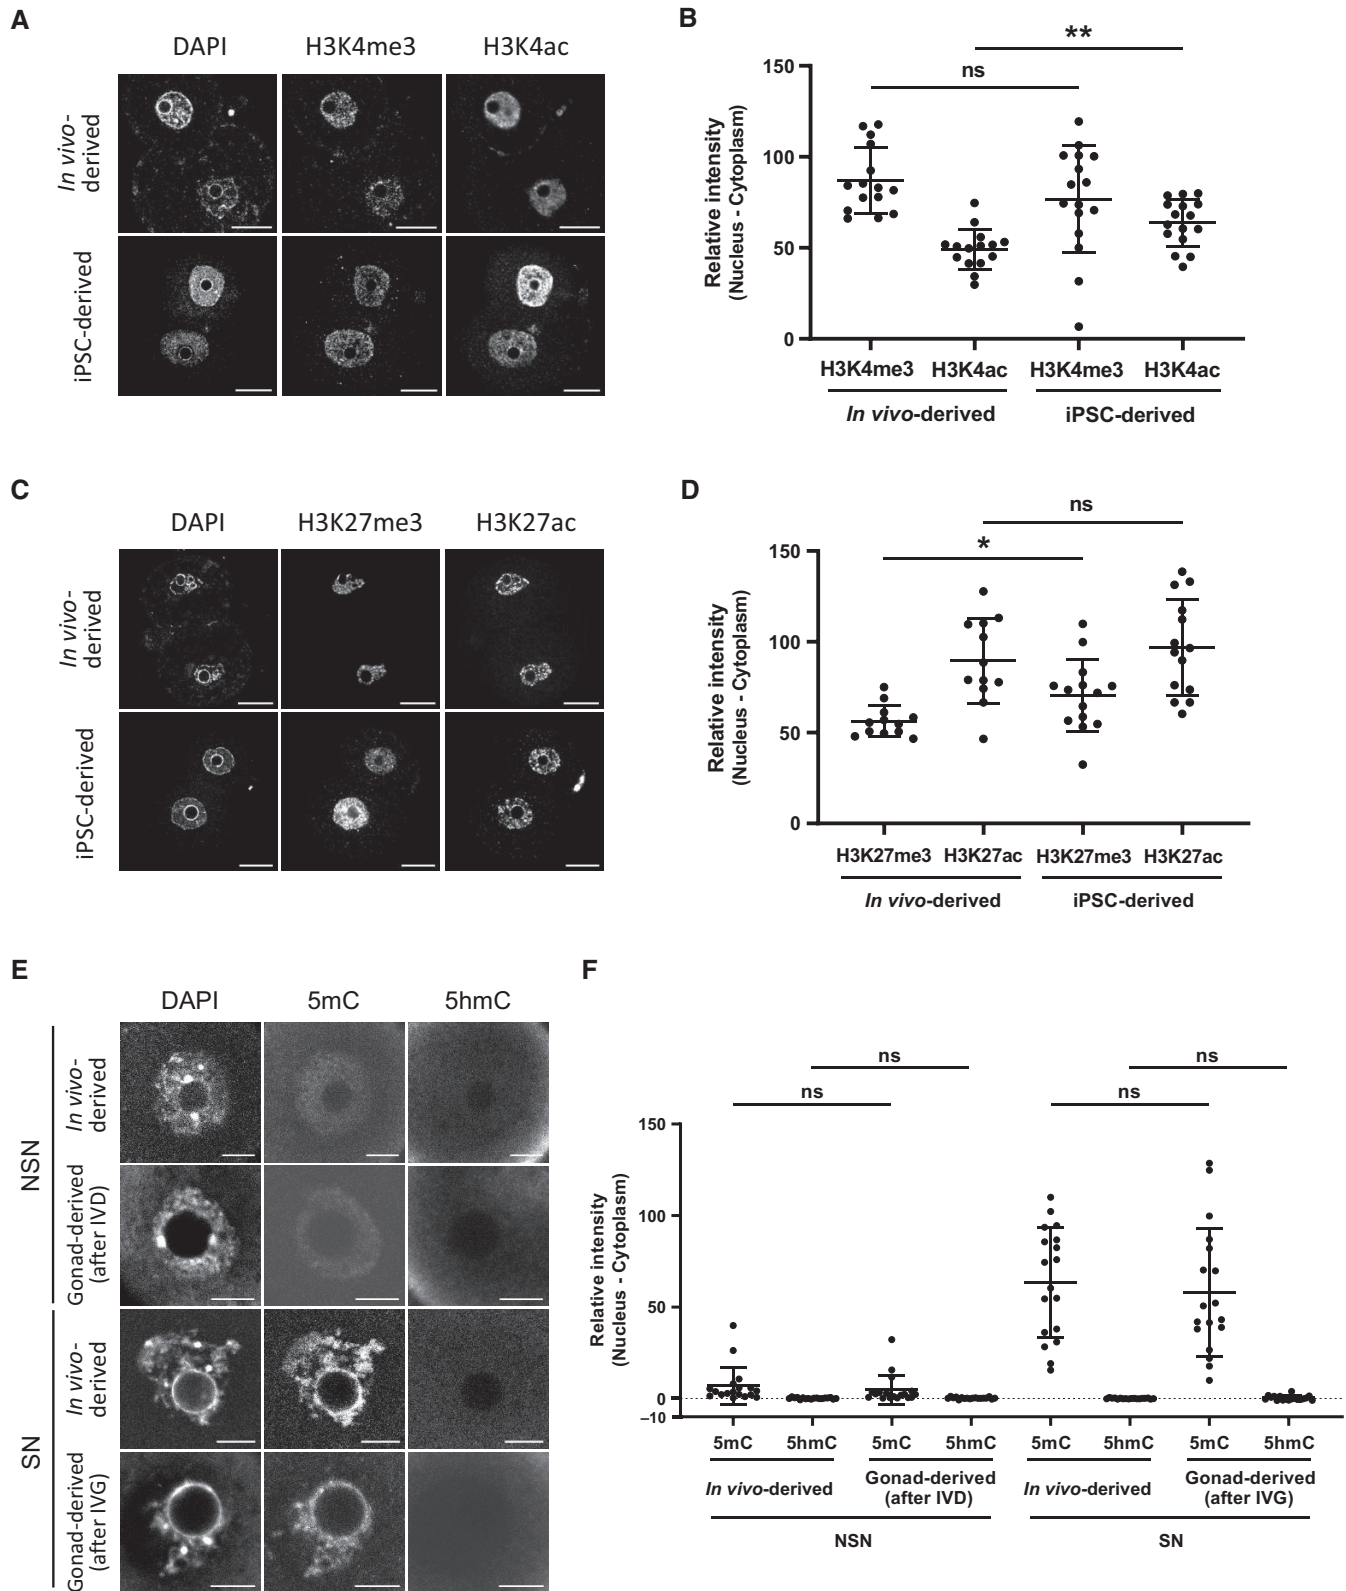 A
DAPI H3K4me3 H3K4ac
In vivo-
derived
iPSC-derived
B
**
ns
150
100
50
0
Relative intensity
(Nucleus - Cytoplasm)
H3K4me3 H3K4ac H3K4me3 H3K4ac
In vivo-derived iPSC-derived
C
DAPI H3K27me3 H3K27ac
In vivo-
derived
iPSC-derived
D
ns
*
150
100
50
0
Relative intensity
(Nucleus - Cytoplasm)
H3K27me3 H3K27ac H3K27me3 H3K27ac
In vivo-derived iPSC-derived
E
DAPI 5mC 5hmC
NSN
In vivo-
derived
Gonad-derived
(after IVD)
SN
In vivo-
derived
Gonad-derived
(after IVG)
F
ns ns
ns ns
150
100
50
0
–10
Relative intensity
(Nucleus - Cytoplasm)
5mC 5hmC 5mC 5hmC 5mC 5hmC 5mC 5hmC
In vivo-derived Gonad-derived In vivo-derived Gonad-derived
(after IVD) (after IVG)
NSN SN